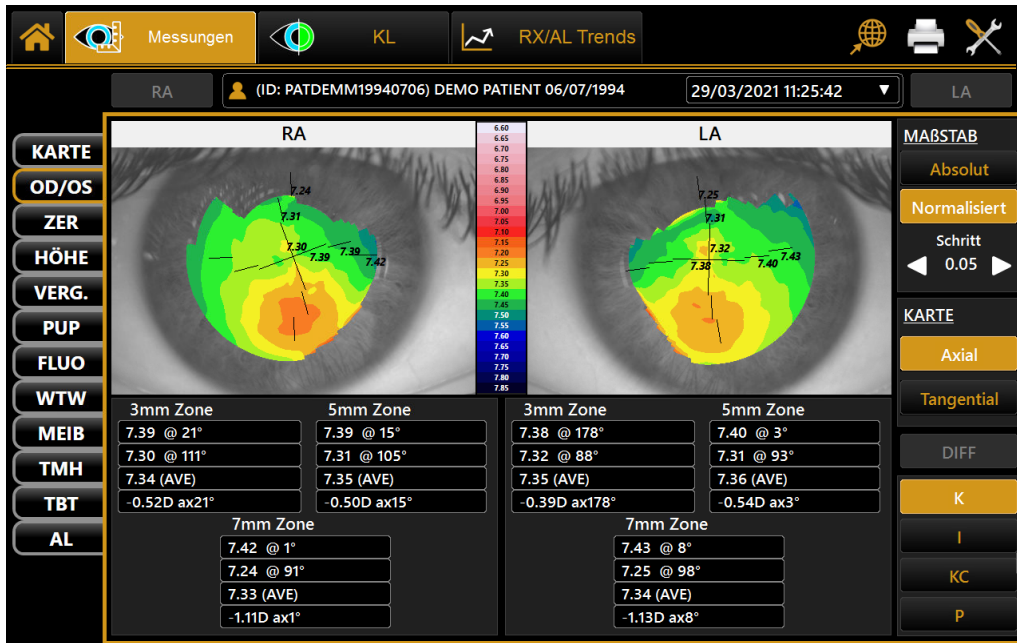 Messungen KL RX/AL Trends
RA (ID: PATDEMM19940706) DEMO PATIENT 06/07/1994 29/03/2021 11:25:42 ▼ LA
KARTE
OD/OS
ZER
HÖHE
VERG.
PUP
FLUO
WTW
MEIB
TMH
TBT
AL
RA
7.24
7.31
7.30
7.39
7.39
7.42
6.60
6.65
6.70
6.75
6.80
6.85
6.90
6.95
7.00
7.05
7.10
7.15
7.20
7.25
7.30
7.35
7.40
7.45
7.50
7.55
7.60
7.65
7.70
7.75
7.80
7.85
LA
7.25
7.31
7.32
7.38
7.40
7.43
3mm Zone
7.39 @ 21°
7.30 @ 111°
7.34 (AVE)
-0.52D ax21°
5mm Zone
7.39 @ 15°
7.31 @ 105°
7.35 (AVE)
-0.50D ax15°
7mm Zone
7.42 @ 1°
7.24 @ 91°
7.33 (AVE)
-1.11D ax1°
3mm Zone
7.38 @ 178°
7.32 @ 88°
7.35 (AVE)
-0.39D ax178°
5mm Zone
7.40 @ 3°
7.31 @ 93°
7.36 (AVE)
-0.54D ax3°
7mm Zone
7.43 @ 8°
7.25 @ 98°
7.34 (AVE)
-1.13D ax8°
MAßSTAB
Absolut
Normalisiert
Schritt
0.05
KARTE
Axial
Tangential
DIFF
K
I
KC
P